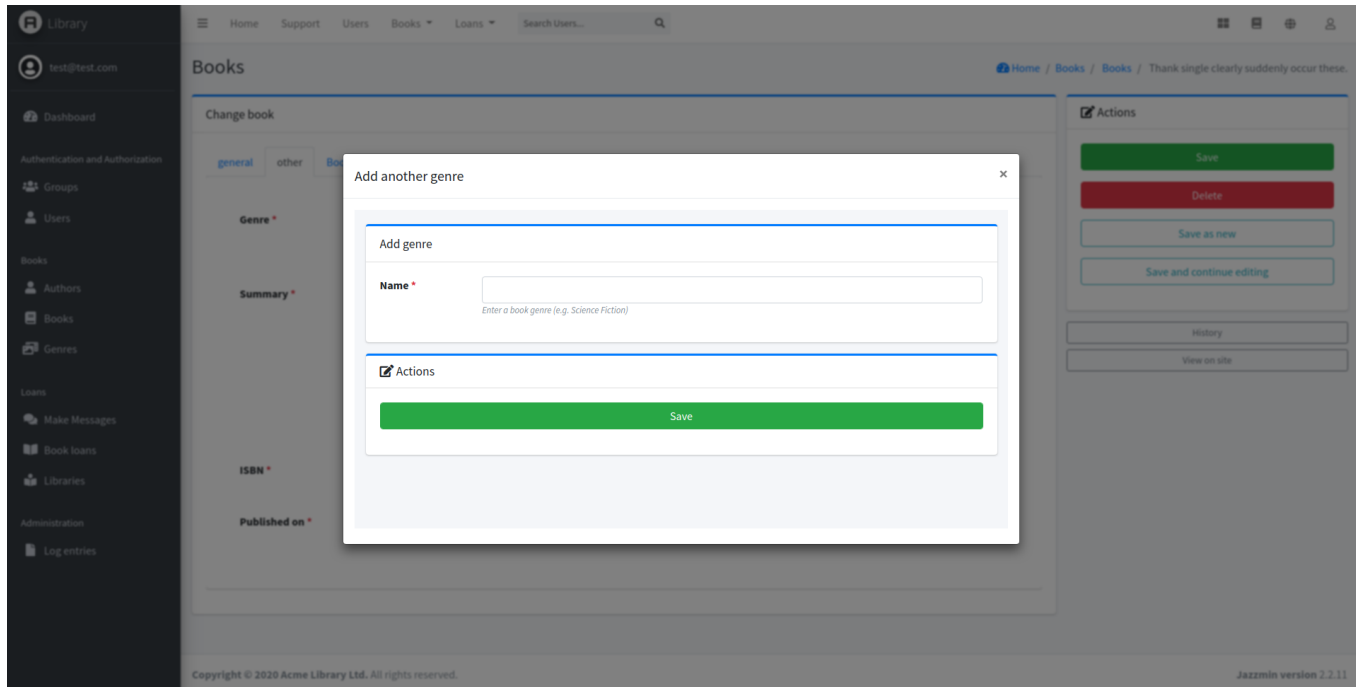 Library
Home Support Users Books Loans Search Users...
test@test.com
Books
Home / Books / Books / Thank single clearly suddenly occur these.
Dashboard
Authentication and Authorization
Groups
Users
Books
Authors
Books
Genres
Loans
Make Messages
Book loans
Libraries
Administration
Log entries
Change book
general other Boo
Genre *
Summary *
ISBN *
Published on *
Add another genre ×
Add genre
Name *
Enter a book genre (e.g. Science Fiction)
Actions
Save
Actions
Save
Delete
Save as new
Save and continue editing
History
View on site
Copyright © 2020 Acme Library Ltd. All rights reserved.
Jazzmin version 2.2.11